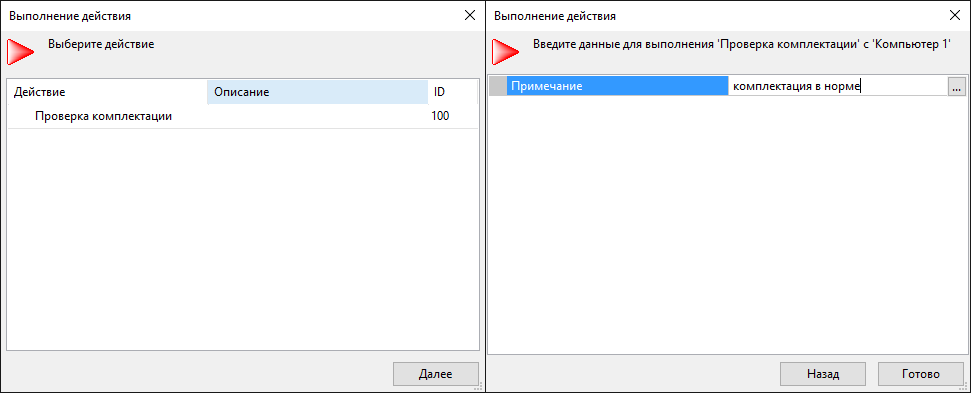 Выполнение действия
Выберите действие
Действие Описание ID
Проверка комплектации 100
Далее
Выполнение действия
Введите данные для выполнения 'Проверка комплектации' с 'Компьютер 1'
Примечание комплектация в норме ...
Назад Готово